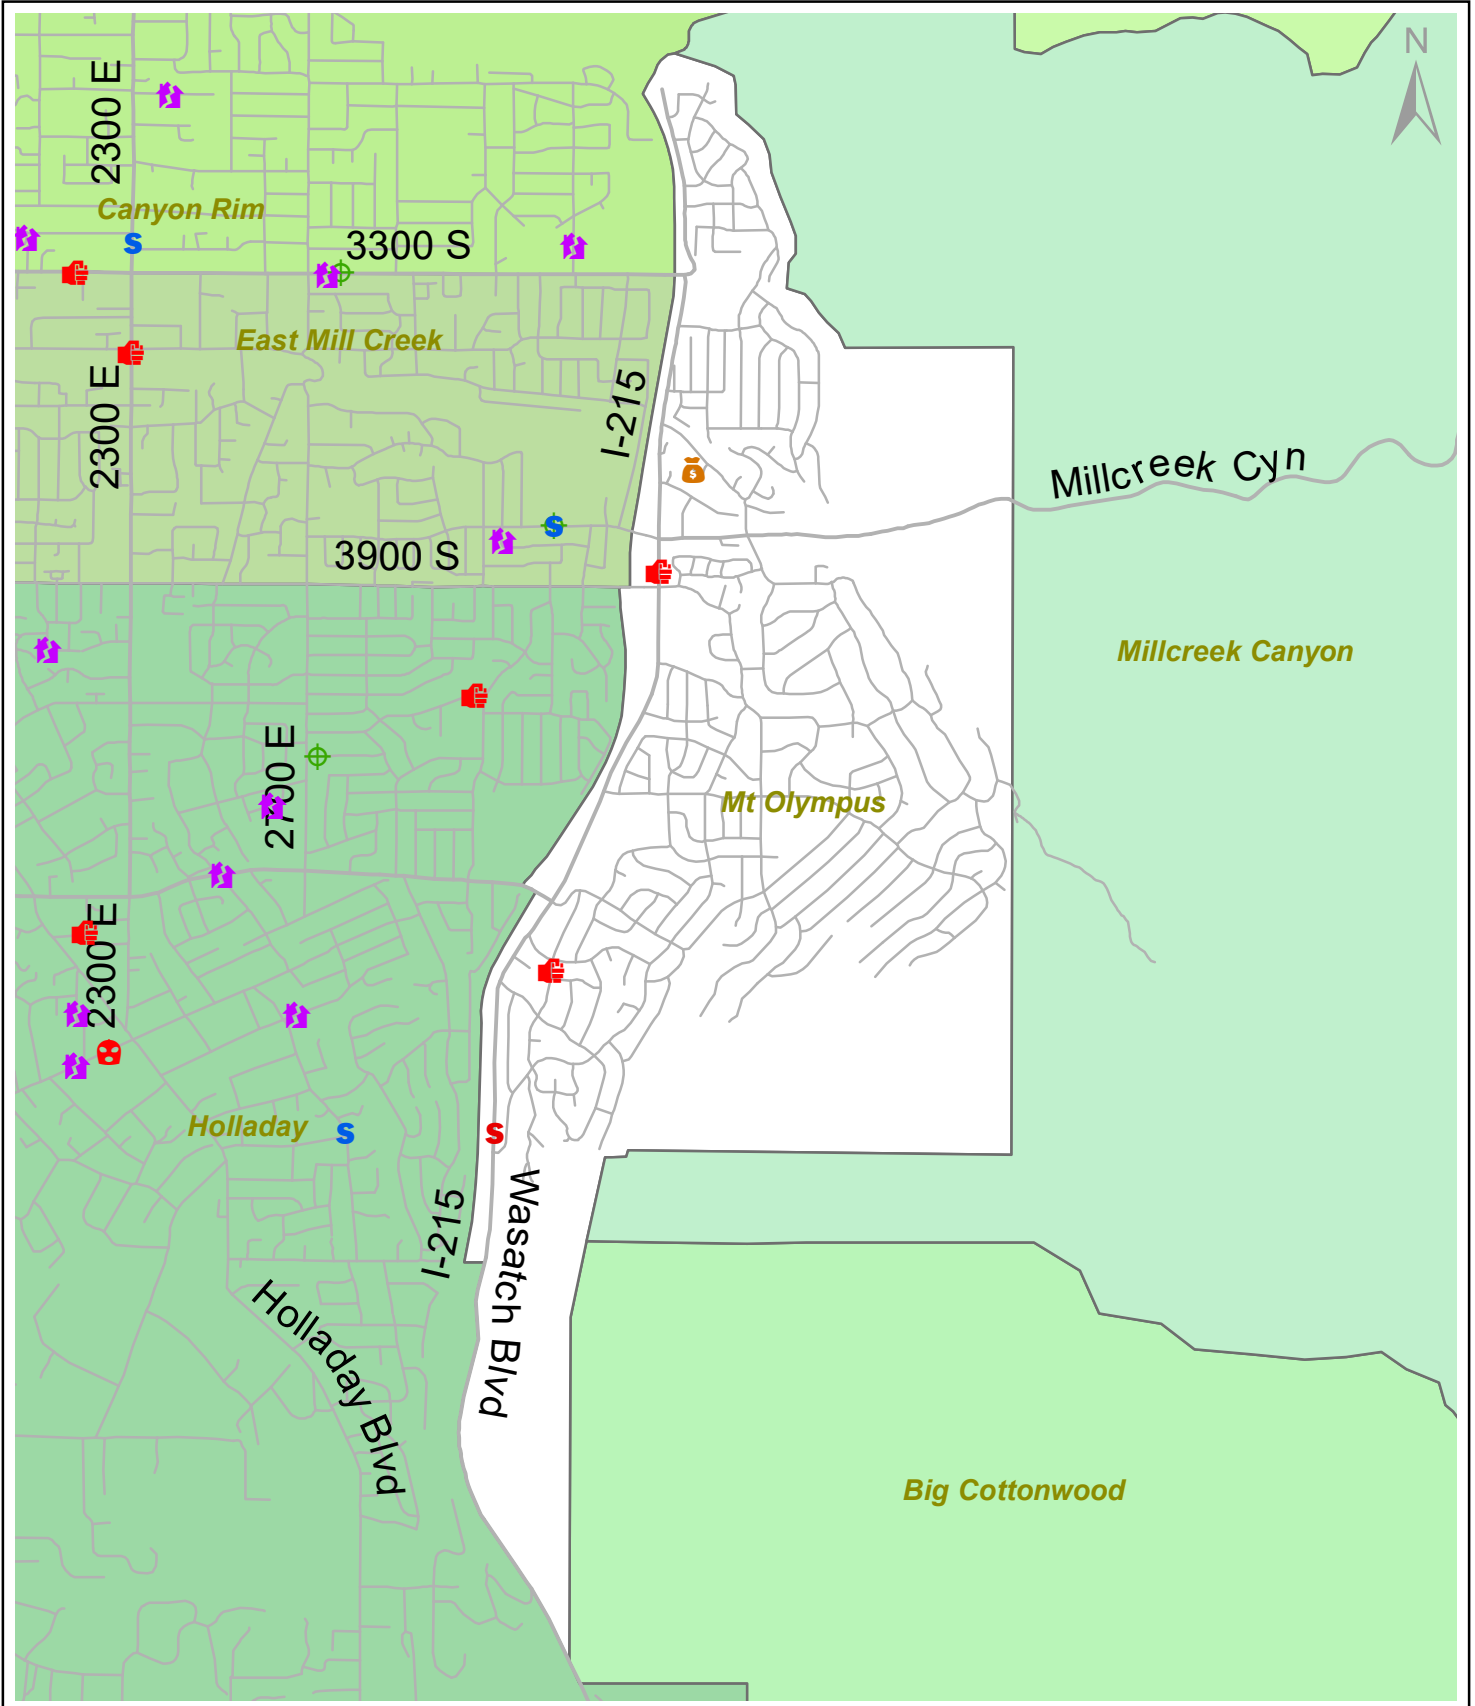 N
2300 E
Canyon Rim
S
3300 S
East Mill Creek
2300 E
I-215
$
Millcreek Cyn
S
3900 S
Millcreek Canyon
2700 E
Mt Olympus
2300 E
Holladay
S
S
I-215
Wasatch Blvd
Holladay Blvd
Big Cottonwood